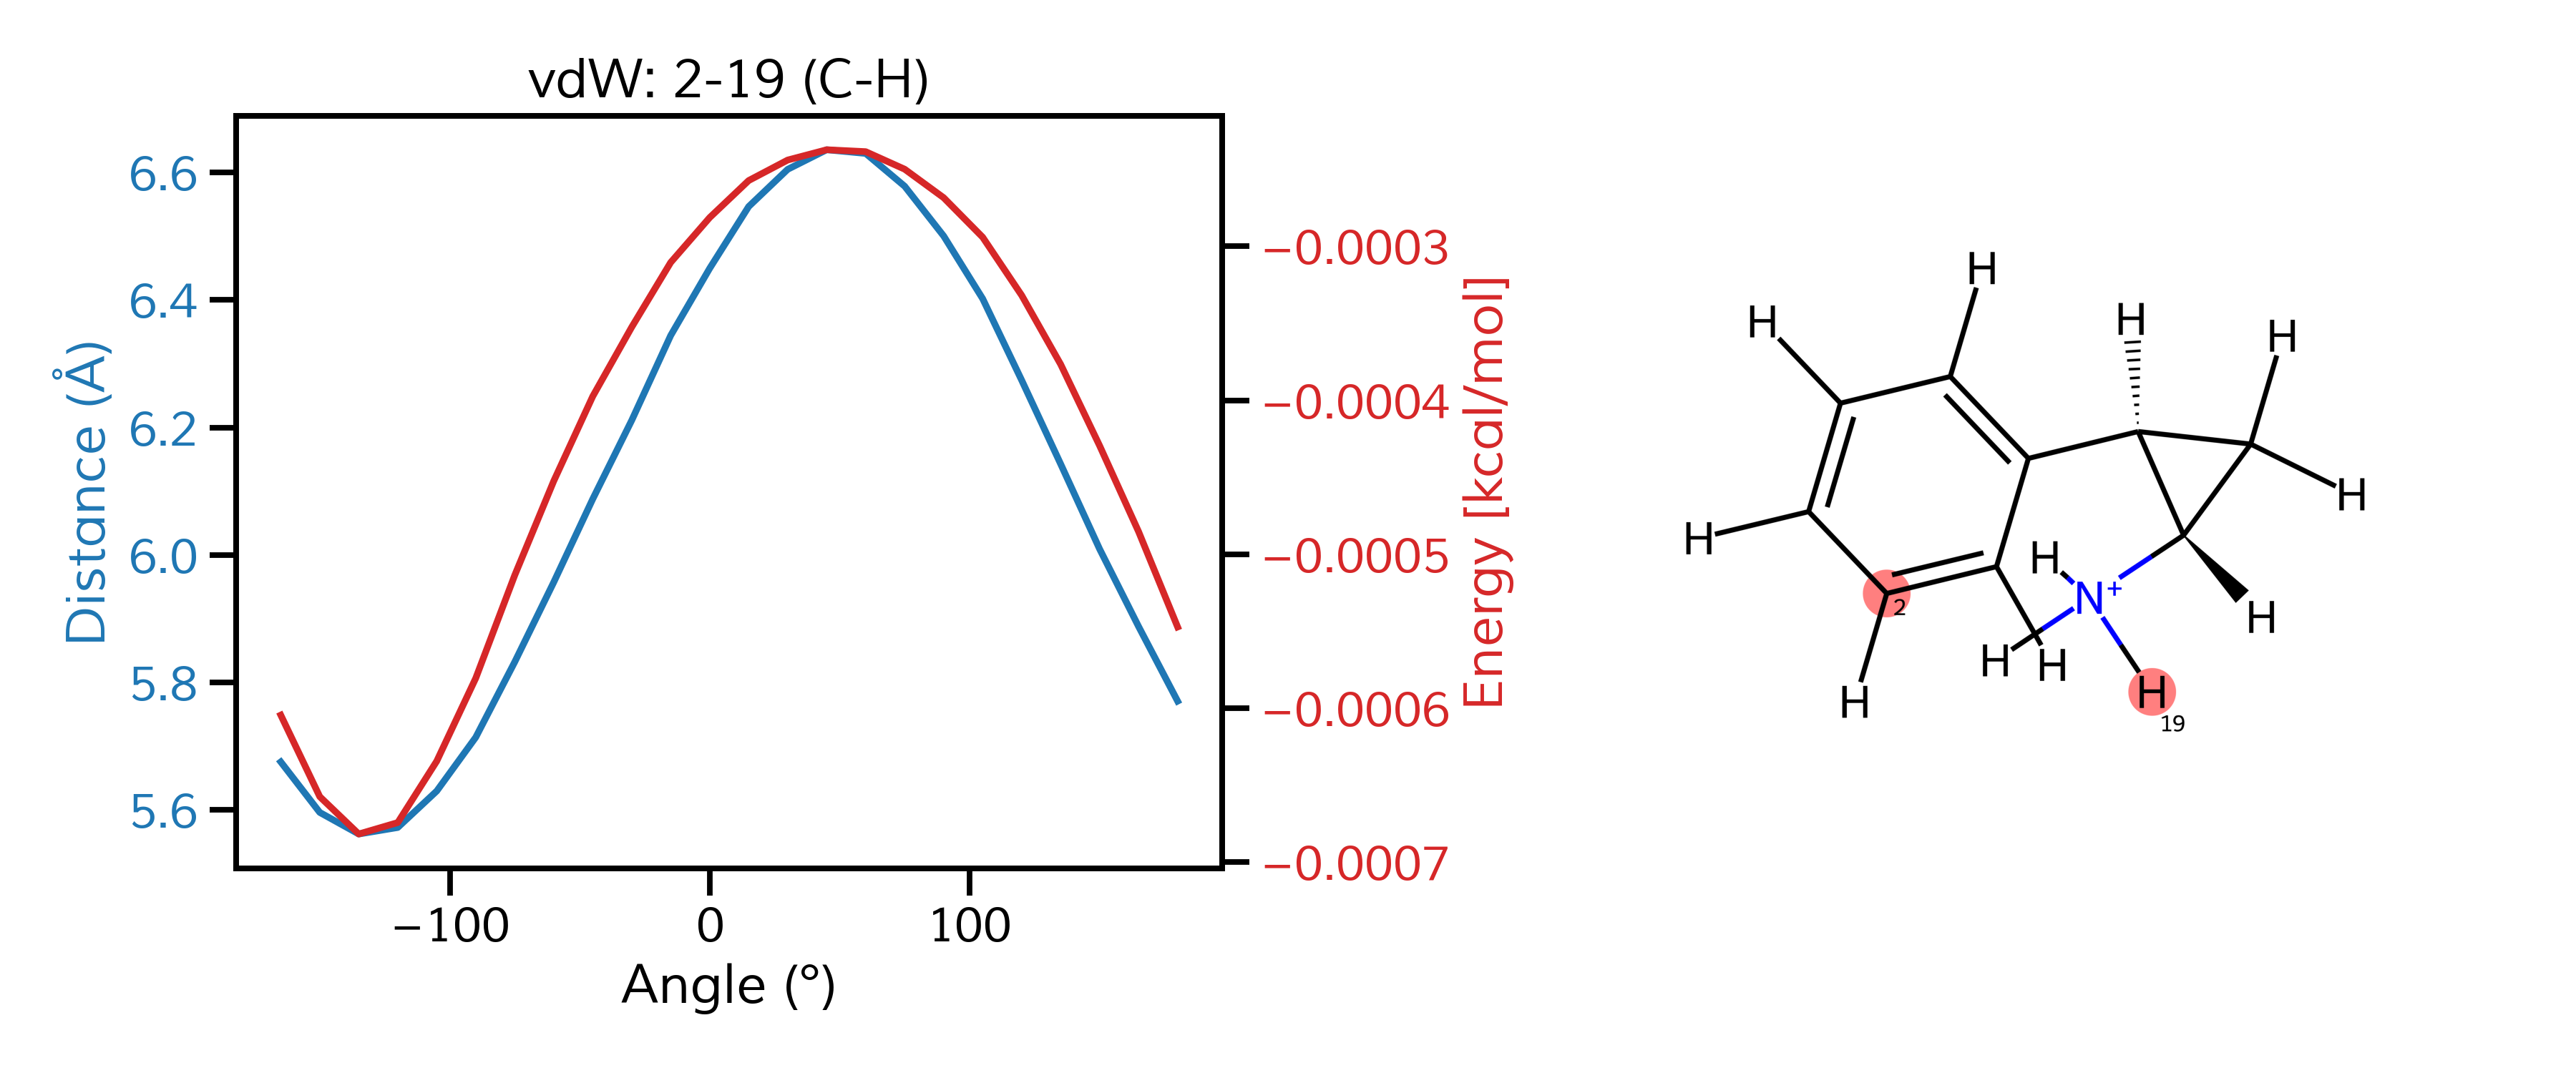 vdW: 2-19 (C-H)
Distance (Å)
6.6
6.4
6.2
6.0
5.8
5.6
−100
0
100
Angle (°)
−0.0003
−0.0004
−0.0005
−0.0006
−0.0007
Energy [kcal/mol]
H
H
H
H
H
H
H
H
N+
2
H
H
H
H
H
19